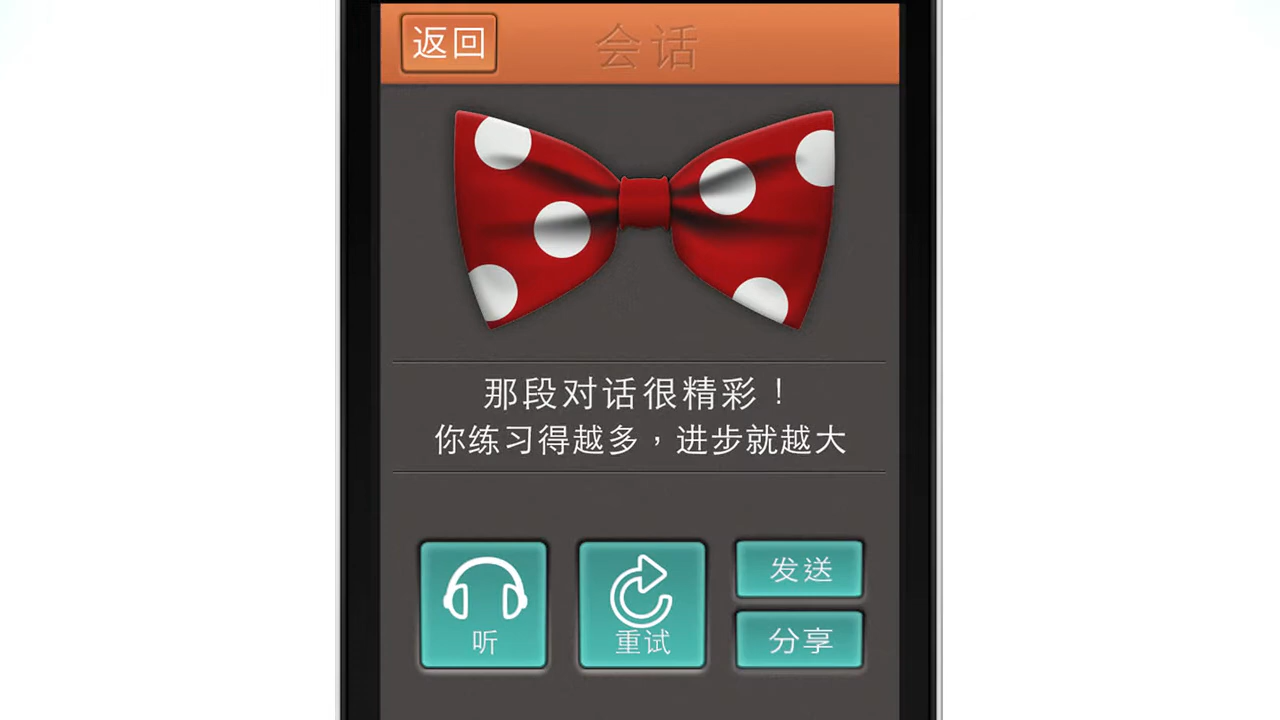 返回
会话
那段对话很精彩！
你练习得越多，进步就越大
听
重试
发送
分享